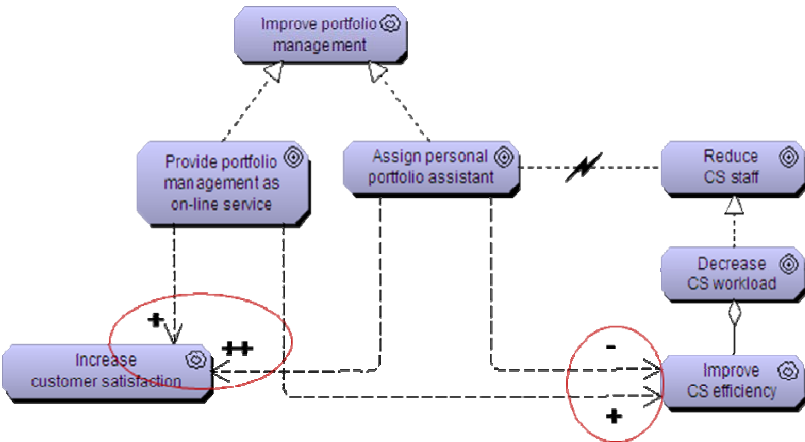 Improve portfolio
management
Provide portfolio
management as
on-line service
Assign personal
portfolio assistant
Reduce
CS staff
Decrease
CS workload
+
++
Increase
customer satisfaction
-
Improve
CS efficiency
+